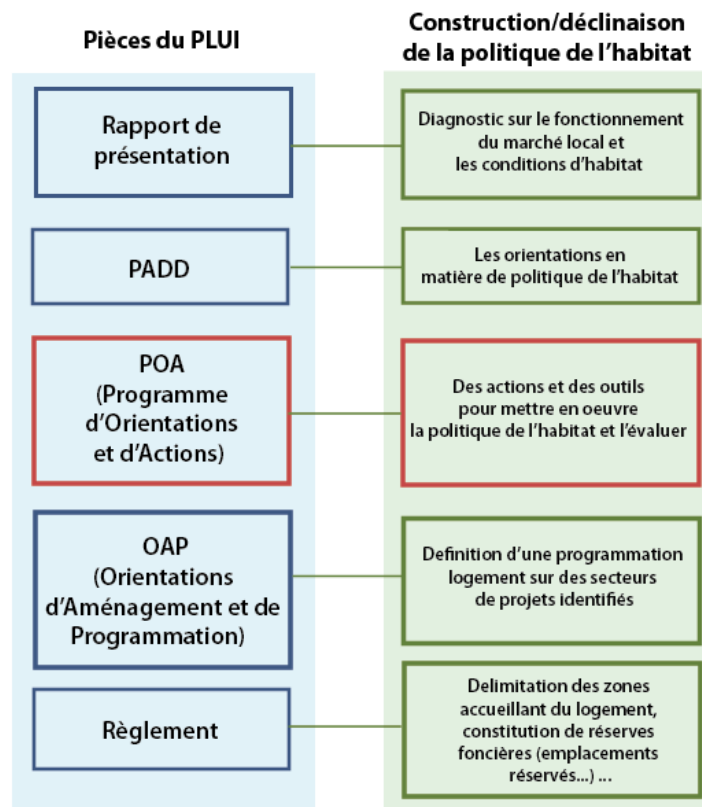 Pièces du PLUI
Construction/déclinaison
de la politique de l'habitat
Rapport de
présentation
Diagnostic sur le fonctionnement
du marché local et
les conditions d'habitat
PADD
Les orientations en
matière de politique de l'habitat
POA
(Programme
d'Orientations
et d'Actions)
Des actions et des outils
pour mettre en oeuvre
la politique de l'habitat et l'évaluer
OAP
(Orientations
d'Aménagement et de
Programmation)
Definition d'une programmation
logement sur des secteurs
de projets identifiés
Règlement
Delimitation des zones
accueillant du logement,
constitution de réserves
foncières (emplacements
réservés...) ...